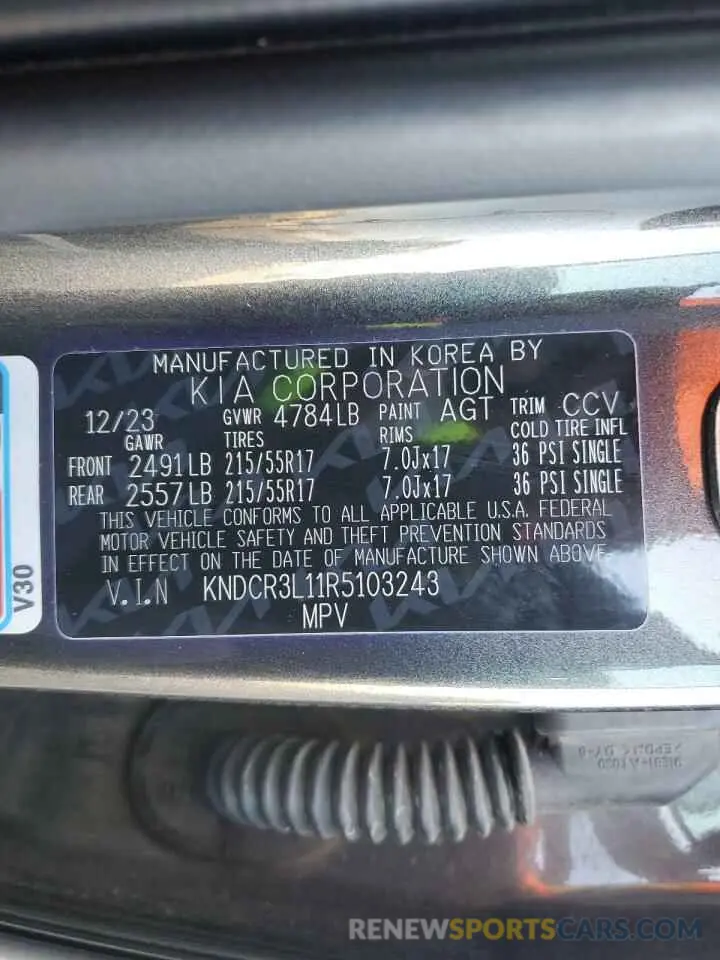 MANUFACTURED IN KOREA BY
KIA CORPORATION
12/23 GVWR 4784LB PAINT AGT TRIM CCV
GAWR TIRES RIMS COLD TIRE INFL
FRONT 2491LB 215/55R17 7.0Jx17 36 PSI SINGLE
REAR 2557LB 215/55R17 7.0Jx17 36 PSI SINGLE
THIS VEHICLE CONFORMS TO ALL APPLICABLE U.S.A. FEDERAL
MOTOR VEHICLE SAFETY AND THEFT PREVENTION STANDARDS
IN EFFECT ON THE DATE OF MANUFACTURE SHOWN ABOVE
V.I.N KNDCR3L11R5103243
MPV
V30
RENEWSPORTSCARS.COM